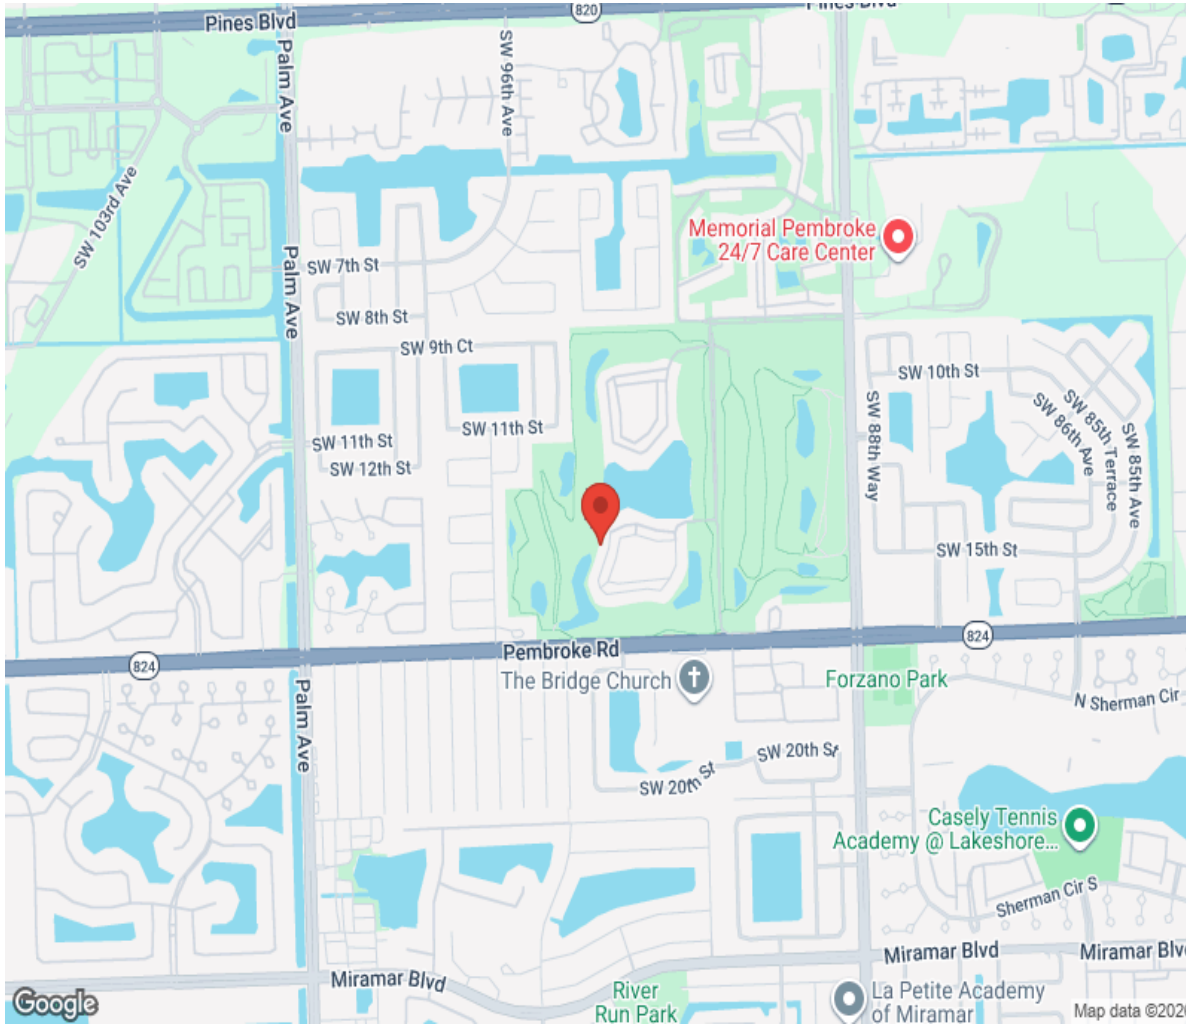 820
Pines Blvd
Pines Blvd
Palm Ave
SW 96th Ave
SW 103rd Ave
Memorial Pembroke
24/7 Care Center
Palm Ave
SW 7th St
SW 8th St
SW 9th Ct
SW 10th St
SW 88th Way
SW 86th Ave
SW 85th Terrace
SW 85th Ave
SW 11th St
SW 11th St
SW 12th St
SW 15th St
824
824
Pembroke Rd
The Bridge Church
Forzano Park
Palm Ave
N Sherman Cir
SW 20th St
SW 20th St
Casely Tennis
Academy @ Lakeshore...
Sherman Cir S
Miramar Blvd
Miramar Blvd
Miramar Blvd
River
Run Park
La Petite Academy
of Miramar
Google
Map data ©202